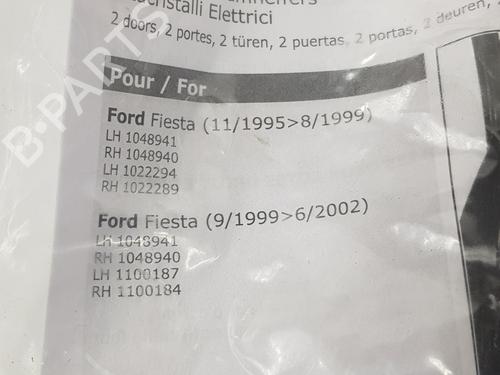 Elettrici
2 doors, 2 portes, 2 türen, 2 puertas, 2 portas, 2 deuren,
Pour / For
Ford Fiesta (11/1995>8/1999)
LH 1048941
RH 1048940
LH 1022294
RH 1022289
Ford Fiesta (9/1999>6/2002)
LH 1048941
RH 1048940
LH 1100187
RH 1100184
B-PARTS